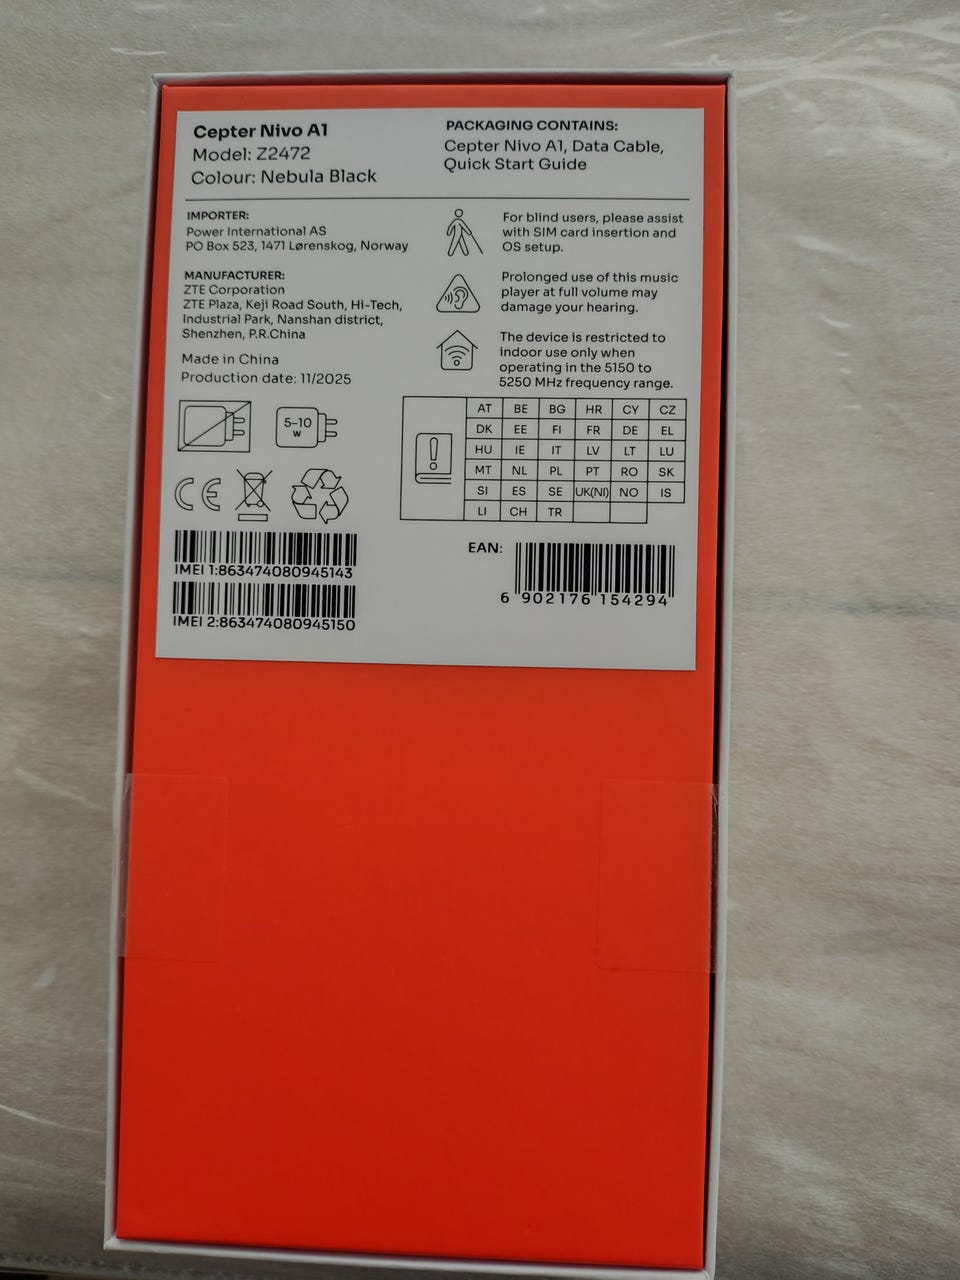 Cepter Nivo A1
Model: Z2472
Colour: Nebula Black
PACKAGING CONTAINS:
Cepter Nivo A1, Data Cable,
Quick Start Guide
IMPORTER:
Power International AS
PO Box 523, 1471 Lørenskog, Norway
MANUFACTURER:
ZTE Corporation
ZTE Plaza, Keji Road South, Hi-Tech,
Industrial Park, Nanshan district,
Shenzhen, P.R.China
Made in China
Production date: 11/2025
For blind users, please assist
with SIM card insertion and
OS setup.
Prolonged use of this music
player at full volume may
damage your hearing.
The device is restricted to
indoor use only when
operating in the 5150 to
5250 MHz frequency range.
5–10
W
CE
AT BE BG HR CY CZ
DK EE FI FR DE EL
HU IE IT LV LT LU
MT NL PL PT RO SK
SI ES SE UK(NI) NO IS
LI CH TR
IMEI 1:863474080945143
IMEI 2:863474080945150
EAN:
6 902176 154294